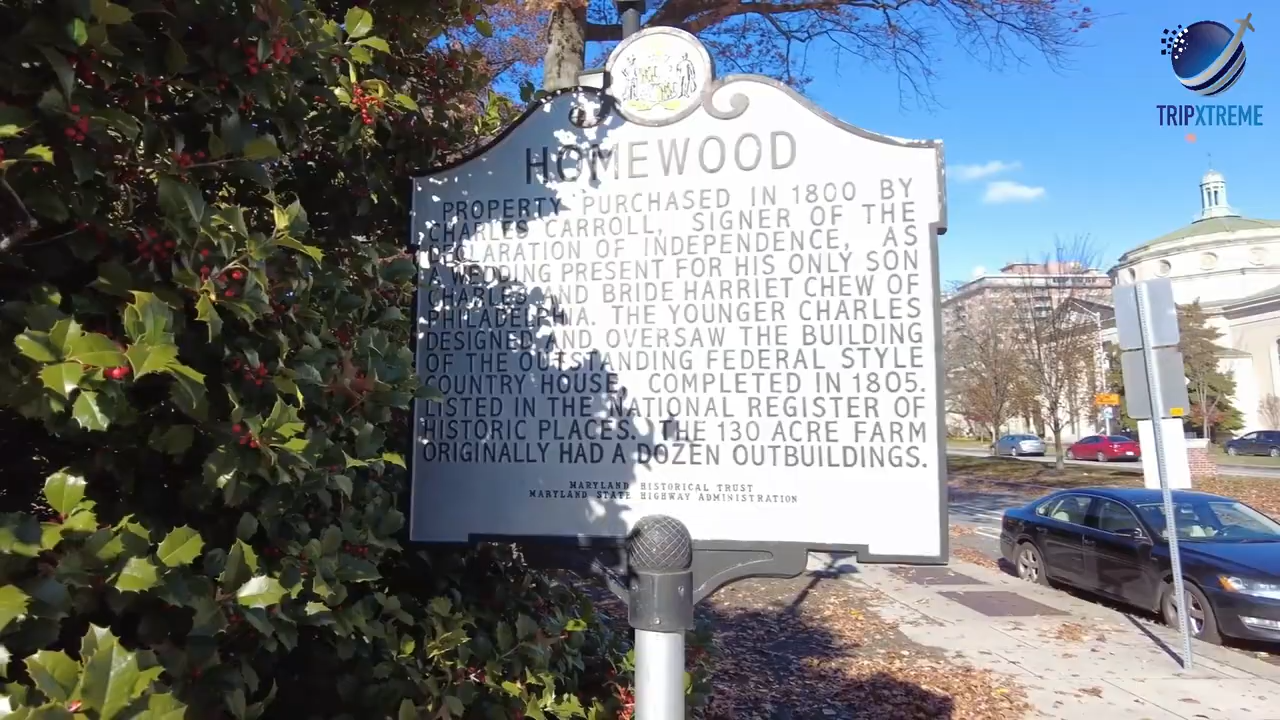 TRIPXTREME
HOMEWOOD
PROPERTY PURCHASED IN 1800 BY
CHARLES CARROLL, SIGNER OF THE
DECLARATION OF INDEPENDENCE, AS
A WEDDING PRESENT FOR HIS ONLY SON
CHARLES AND BRIDE HARRIET CHEW OF
PHILADELPHIA. THE YOUNGER CHARLES
DESIGNED AND OVERSAW THE BUILDING
OF THE OUTSTANDING FEDERAL STYLE
COUNTRY HOUSE, COMPLETED IN 1805.
LISTED IN THE NATIONAL REGISTER OF
HISTORIC PLACES. THE 130 ACRE FARM
ORIGINALLY HAD A DOZEN OUTBUILDINGS.
MARYLAND HISTORICAL TRUST
MARYLAND STATE HIGHWAY ADMINISTRATION